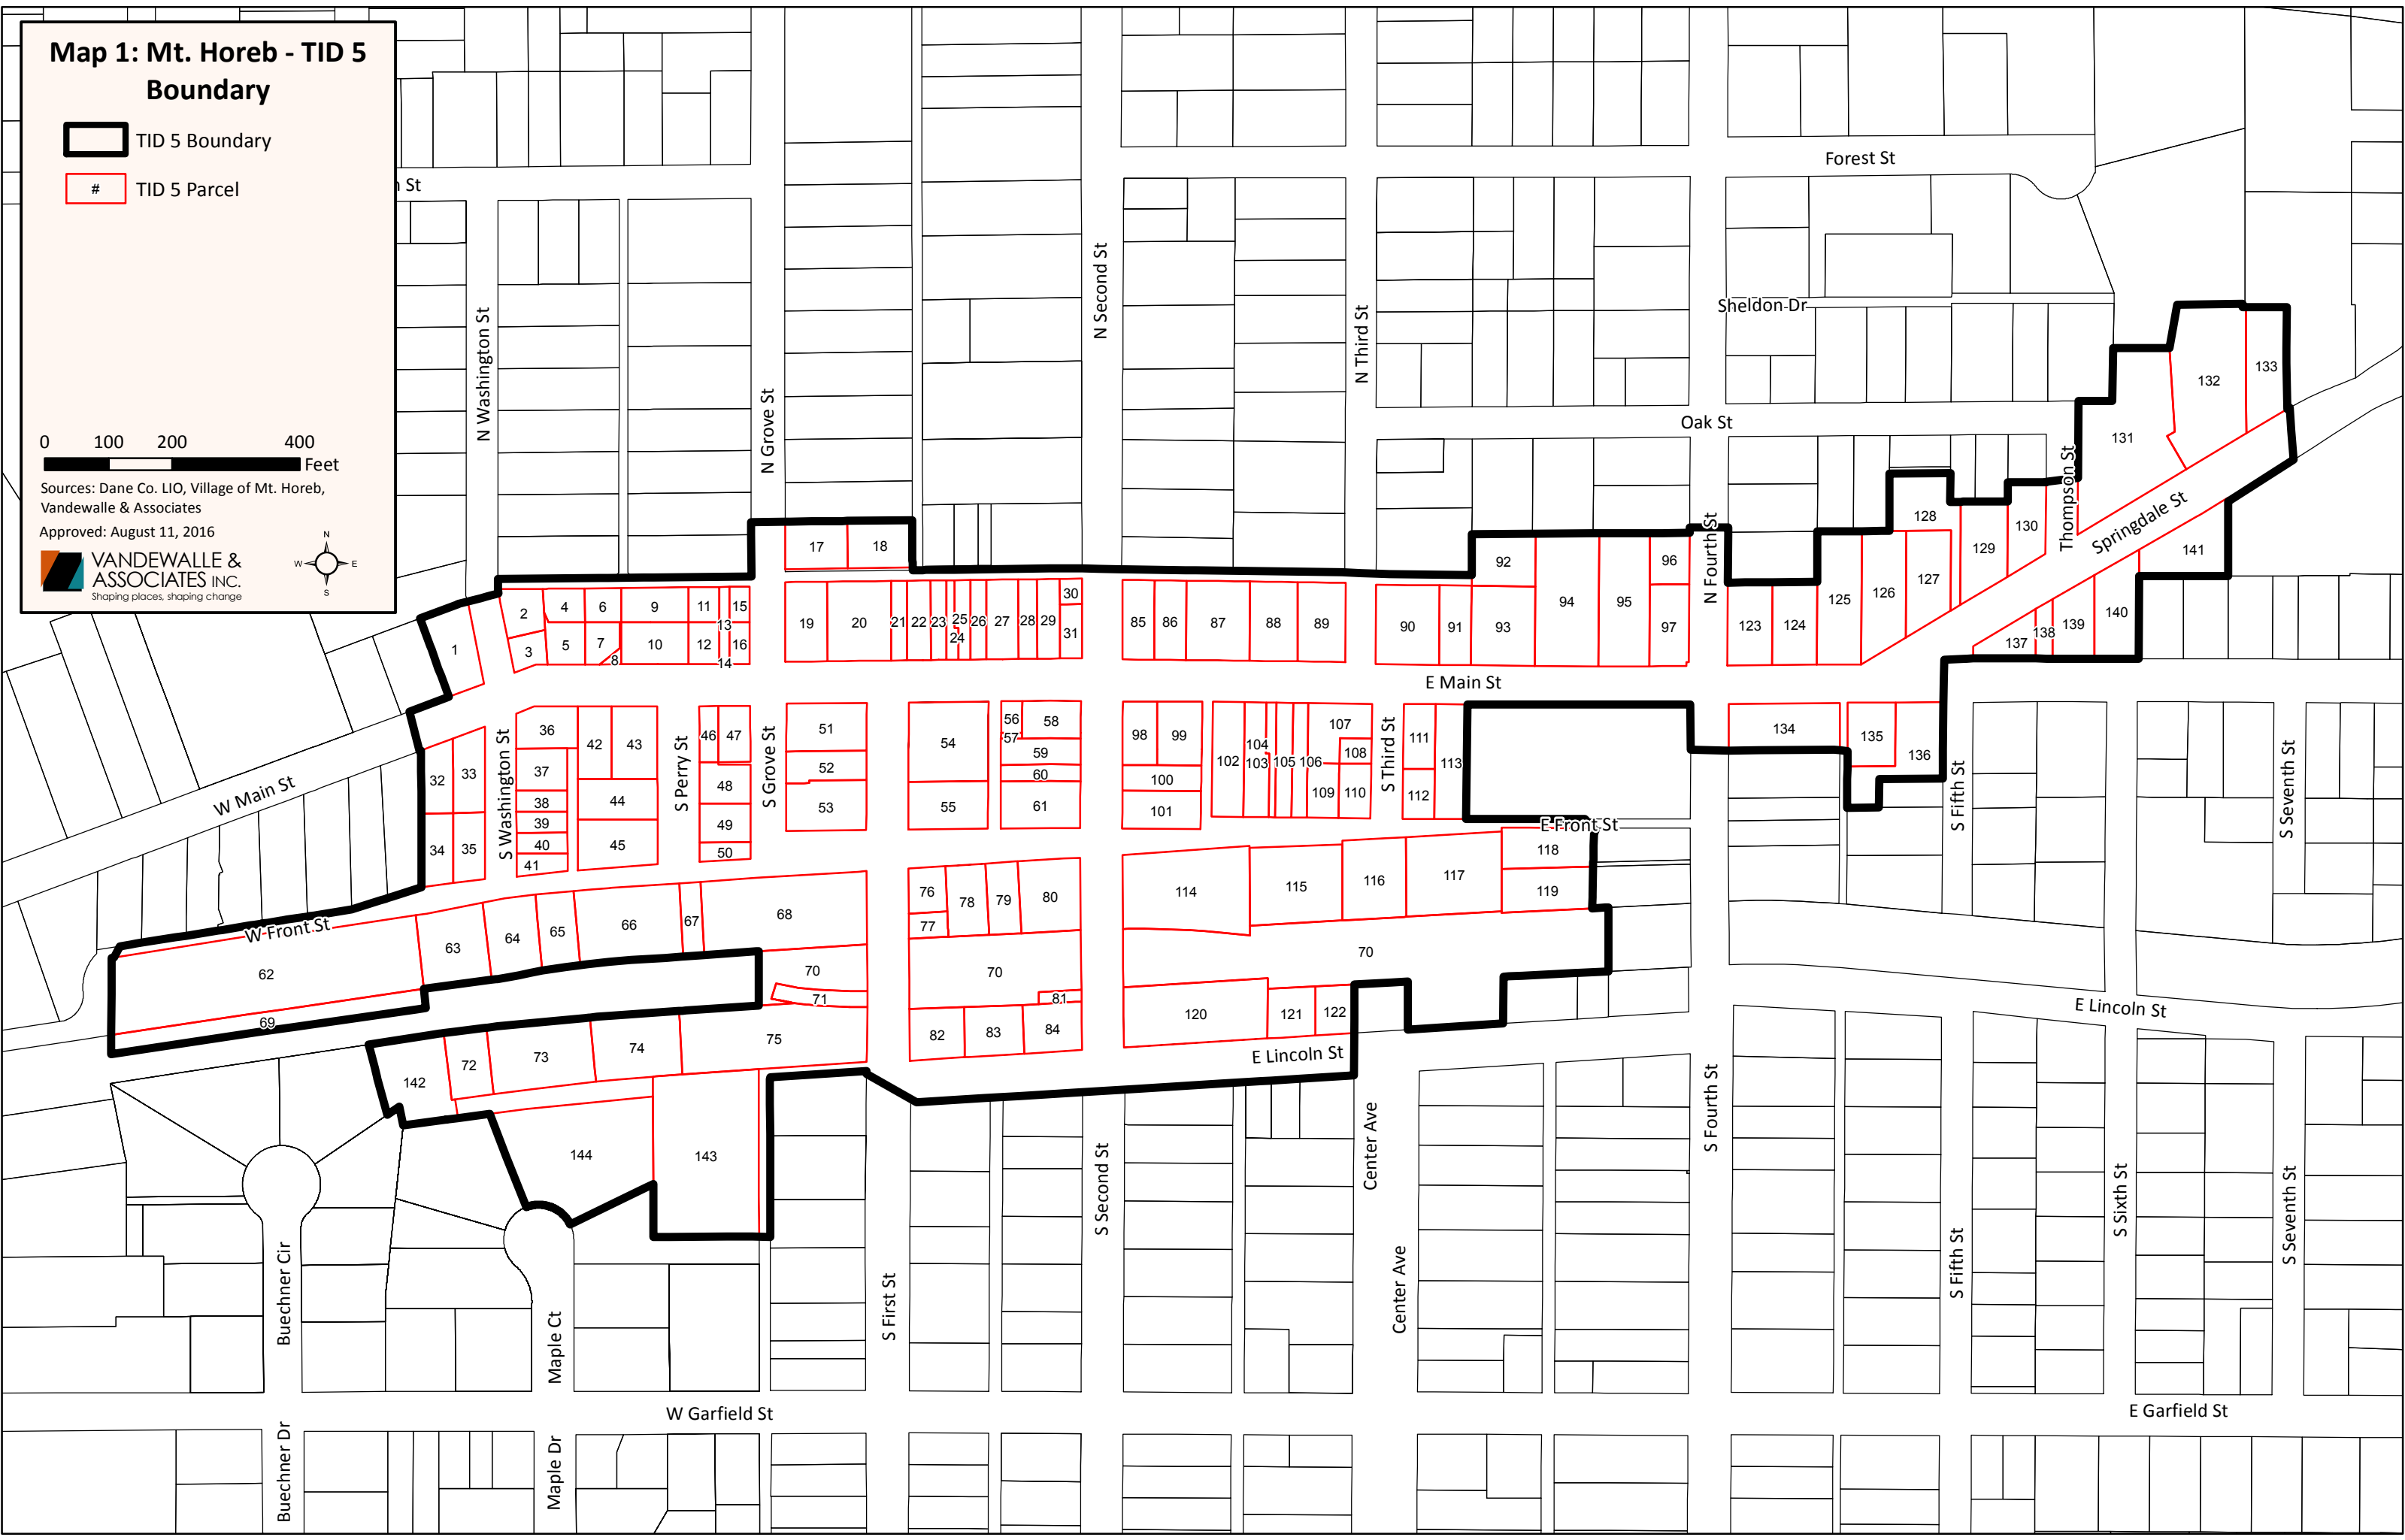 Map 1: Mt. Horeb - TID 5
Boundary
TID 5 Boundary
# TID 5 Parcel
0 100 200 400
Feet
Sources: Dane Co. LIO, Village of Mt. Horeb,
Vandewalle & Associates
Approved: August 11, 2016
VANDEWALLE &
ASSOCIATES INC.
Shaping places, shaping change
N
W E
S
St
Forest St
Sheldon Dr
Oak St
N Washington St
N Grove St
N Second St
N Third St
N Fourth St
Thompson St
Springdale St
133
132
131
17 18
92 96
128 130
129
141
1
2 4 6 9 11 15
13
3 5 7 10 12 16
8 14
19 20 21 22 23 25 26 27 28 29 30
24 31
85 86 87 88 89
90 91 93 94 95 97
123 124 125 126 127
137 138 139 140
E Main St
W Main St
32 33
34 35
S Washington St
36
37
38
39
40
41
42 43
44
45
S Perry St
46 47
48
49
50
S Grove St
51
52
53
54
55
56 58
57
59
60
61
98 99
100
101
102 104 105 106 107
103 108
109 110
S Third St
111
112
113
134 135 136
S Fifth St
S Seventh St
E Front St
W Front St
62 63 64 65 66 67 68
69
70
71
76 78 79 80
77
70
81
82 83 84
114 115 116 117 118
119
70
120 121 122
E Lincoln St
E Lincoln St
142 72 73 74 75
144 143
Buechner Cir
Maple Ct
S First St
S Second St
Center Ave
Center Ave
S Fourth St
S Fifth St
S Sixth St
S Seventh St
W Garfield St
E Garfield St
Buechner Dr
Maple Dr